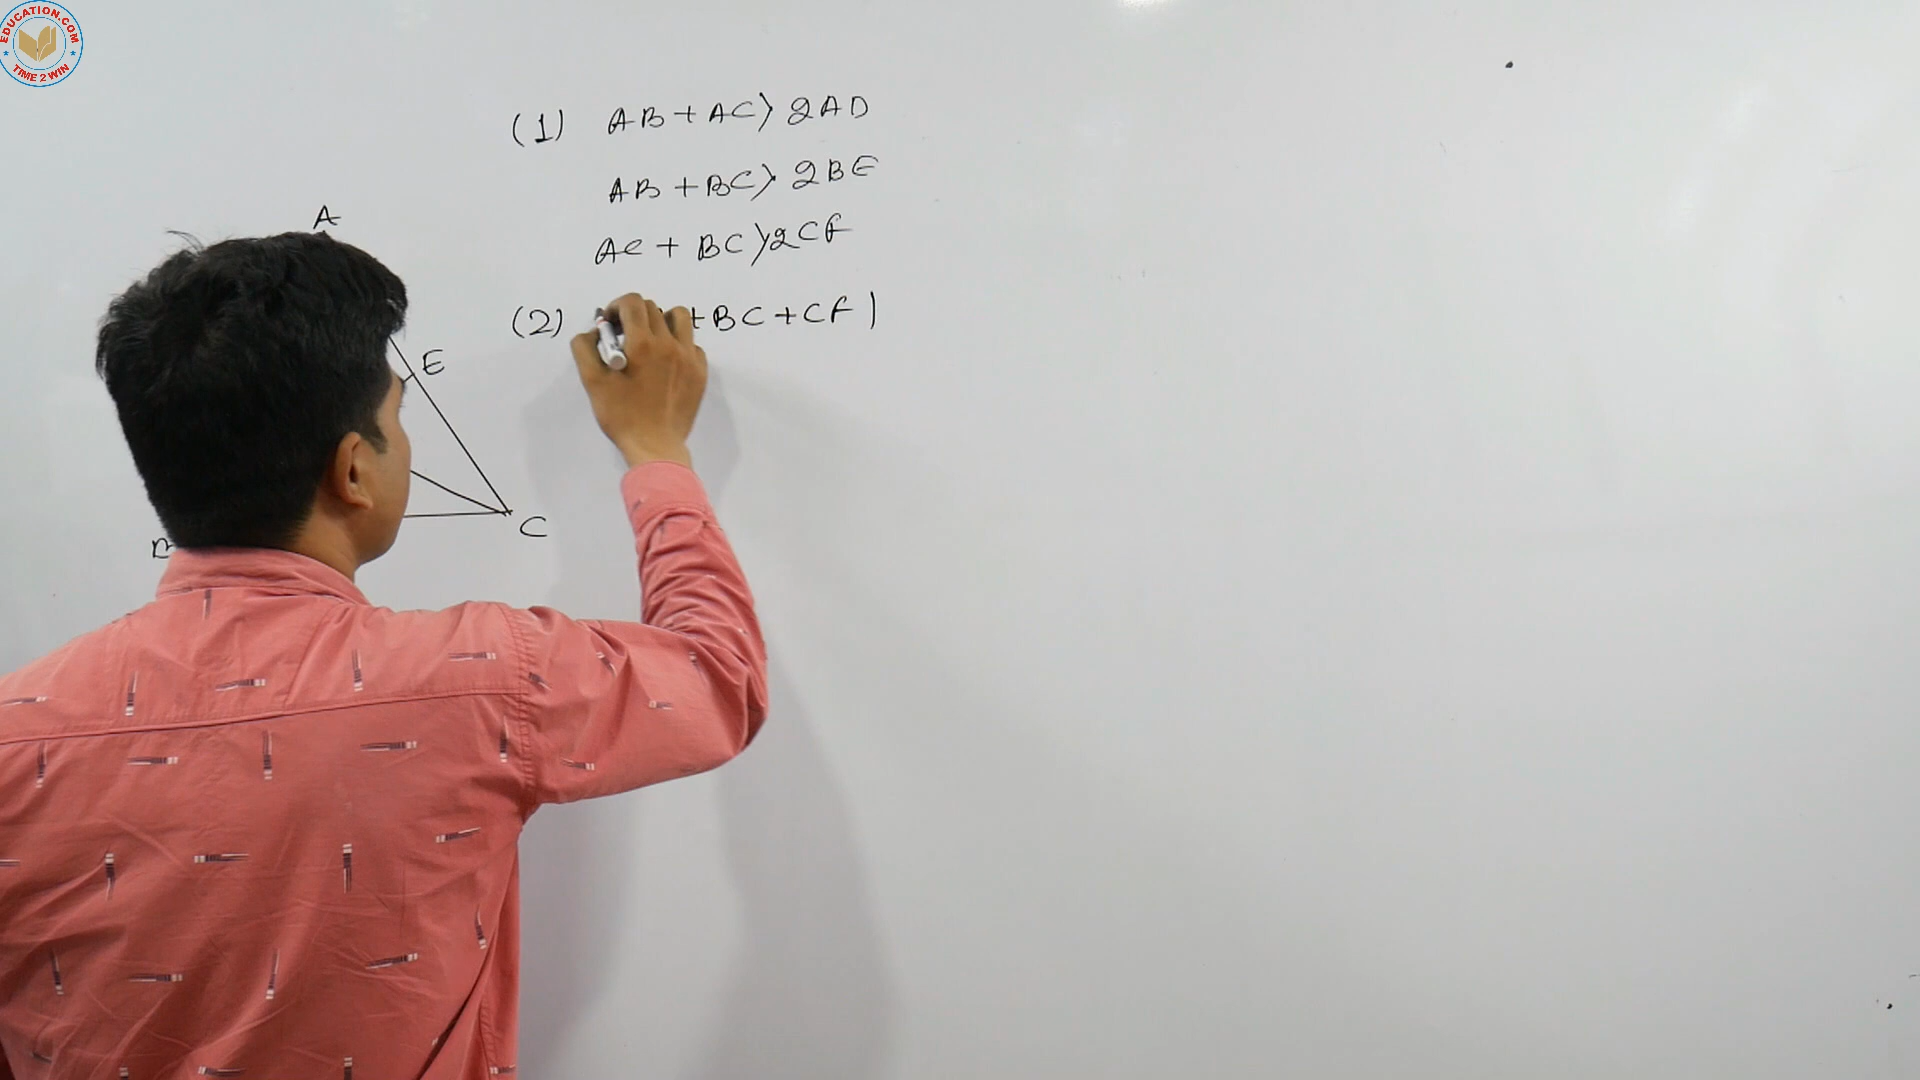 EDUCATION.COM
TIME 2 WIN
(1) AB + AC > 2AD
AB + BC > 2BE
AC + BC > 2CF
(2) + BC + CF )
A
E
C
B